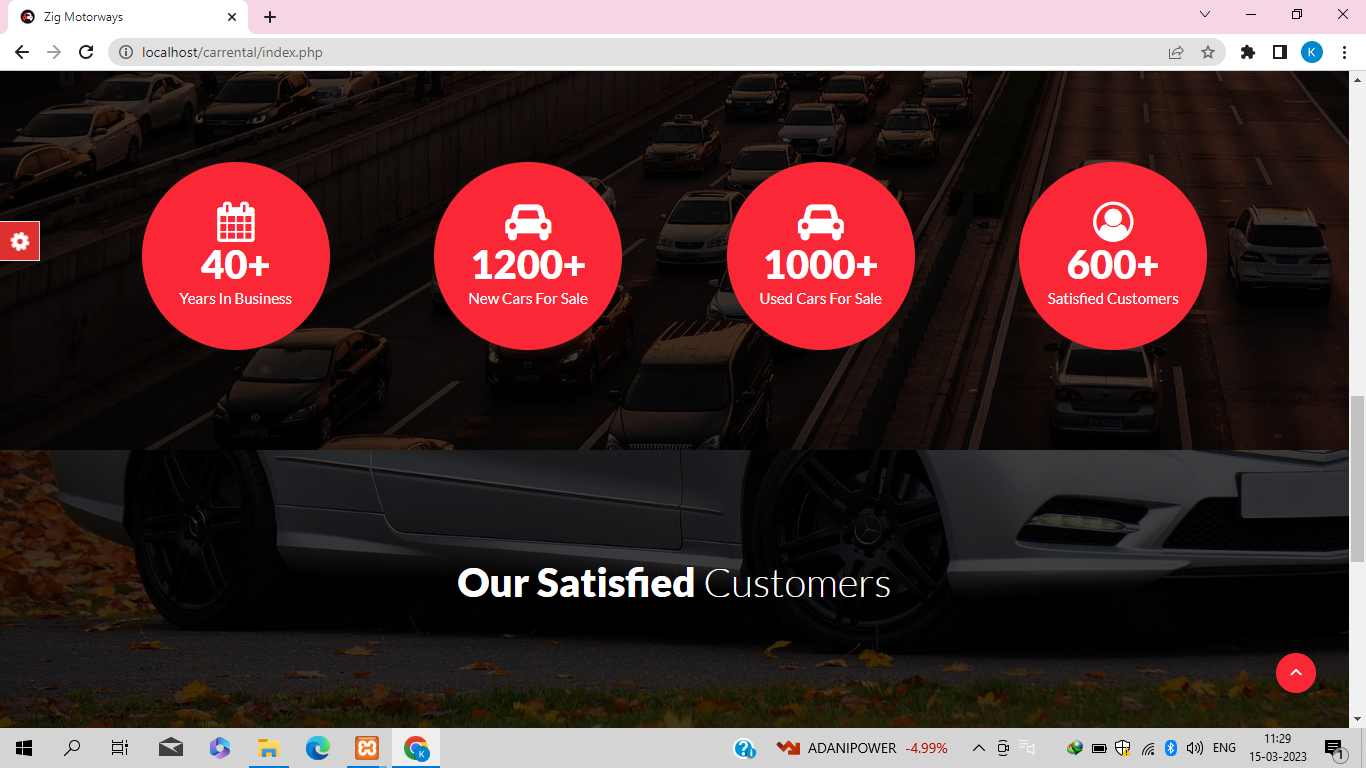 Zig Motorways
localhost/carrental/index.php
K
40+
1200+
1000+
600+
Years In Business
New Cars For Sale
Used Cars For Sale
Satisfied Customers
Our Satisfied Customers
ADANIPOWER -4.99%
ENG
11:29
15-03-2023
1
K